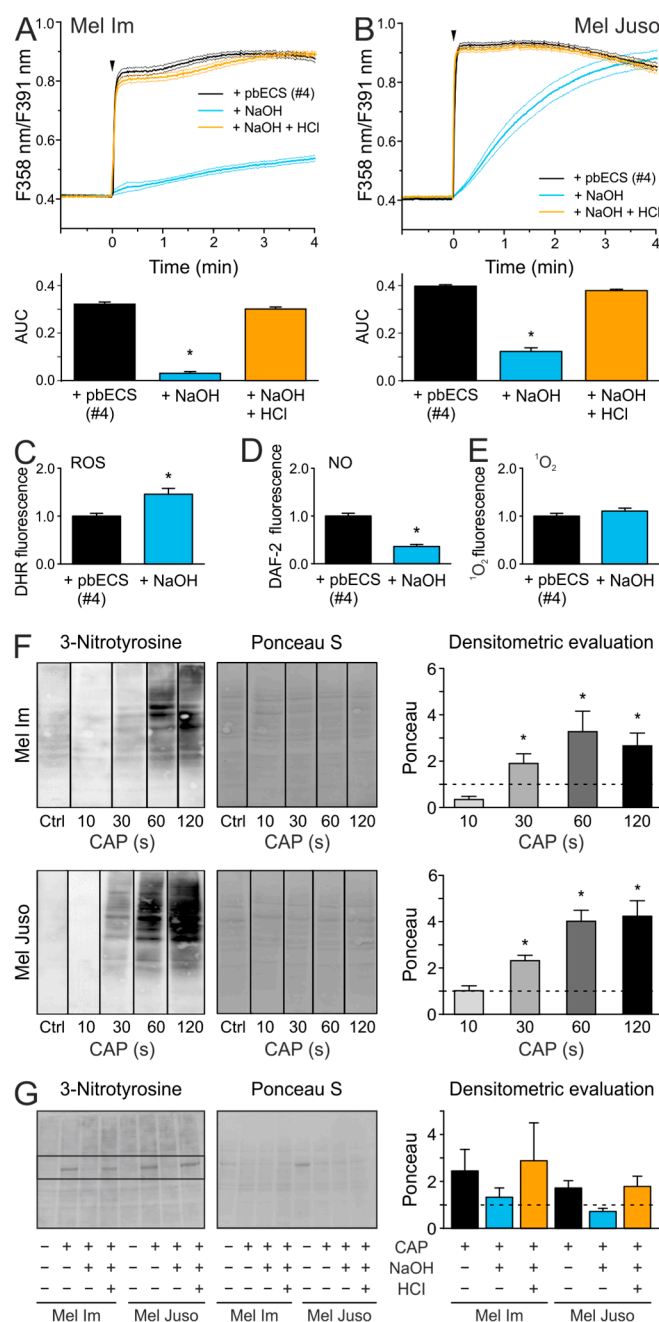 A Mel Im
F358 nm/F391 nm
1.0
0.8
0.6
0.4
+ pbECS (#4)
+ NaOH
+ NaOH + HCl
0 1 2 3 4
Time (min)
AUC
0.4
0.2
0.0
*
+ pbECS
(#4)
+ NaOH
+ NaOH
+ HCl
B Mel Juso
F358 nm/F391 nm
1.0
0.8
0.6
0.4
+ pbECS (#4)
+ NaOH
+ NaOH + HCl
0 1 2 3 4
Time (min)
AUC
0.4
0.2
0.0
*
+ pbECS
(#4)
+ NaOH
+ NaOH
+ HCl
C
ROS
DHR fluorescence
2.0
1.0
0.0
*
+ pbECS
(#4)
+ NaOH
D
NO
DAF-2 fluorescence
2.0
1.0
0.0
*
+ pbECS
(#4)
+ NaOH
E
¹O₂
¹O₂ fluorescence
2.0
1.0
0.0
+ pbECS
(#4)
+ NaOH
F
3-Nitrotyrosine
Ponceau S
Densitometric evaluation
Mel Im
Ctrl 10 30 60 120
CAP (s)
Ctrl 10 30 60 120
CAP (s)
Ponceau
6
4
2
0
* * *
10 30 60 120
CAP (s)
Mel Juso
Ctrl 10 30 60 120
CAP (s)
Ctrl 10 30 60 120
CAP (s)
Ponceau
6
4
2
0
* * *
10 30 60 120
CAP (s)
G
3-Nitrotyrosine
Ponceau S
Densitometric evaluation
Ponceau
6
4
2
0
− + + + − + + + − + + + − + + + CAP + + + + + +
− − + + − − + + − − + + − − + + NaOH − + + − + +
− − − + − − − + − − − + − − − + HCl − − + − − +
Mel Im Mel Juso Mel Im Mel Juso Mel Im Mel Juso